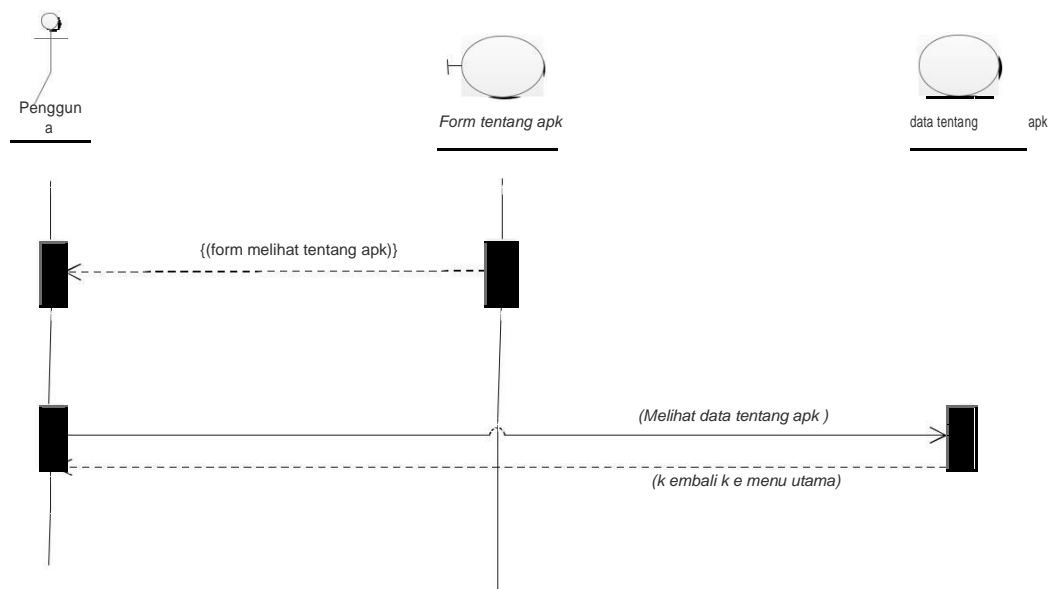 Penggun
a
Form tentang apk
data tentang apk
{(form melihat tentang apk)}
(Melihat data tentang apk )
(k embali k e menu utama)